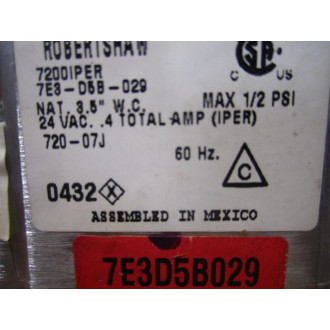 ROBERTSHAW
7200IPER
7E3-D5B-029
NAT. 3.5" W.C.
24 VAC. .4 TOTAL AMP (IPER)
720-07J
C US
MAX 1/2 PSI
60 Hz.
C
0432 X
ASSEMBLED IN MEXICO
7E3D5B029